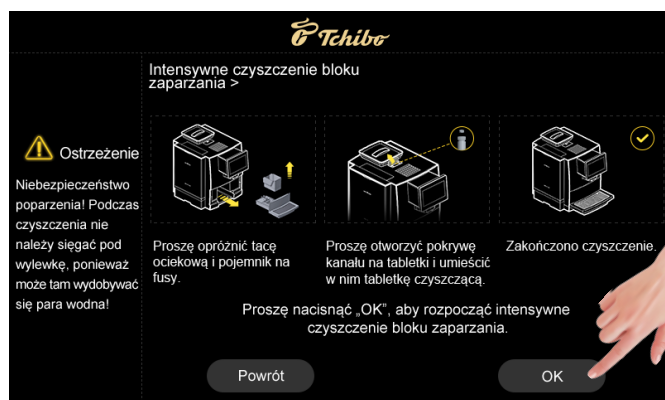 Tchibo
Intensywne czyszczenie bloku
zaparzania >
Ostrzeżenie
Niebezpieczeństwo
poparzenia! Podczas
czyszczenia nie
należy sięgać pod
wylewkę, ponieważ
może tam wydobywać
się para wodna!
Proszę opróżnić tacę
ociekową i pojemnik na
fusy.
Proszę otworzyć pokrywę
kanału na tabletki i umieścić
w nim tabletkę czyszczącą.
Zakończono czyszczenie.
Proszę nacisnąć „OK”, aby rozpocząć intensywne
czyszczenie bloku zaparzania.
Powrót
OK